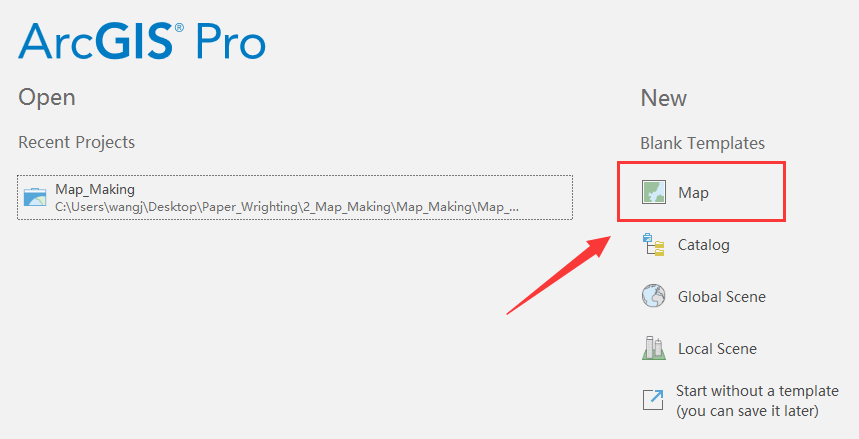 ArcGIS® Pro
Open
Recent Projects
Map_Making
C:\Users\wangj\Desktop\Paper_Wrighting\2_Map_Making\Map_Making\Map_...
New
Blank Templates
Map
Catalog
Global Scene
Local Scene
Start without a template
(you can save it later)